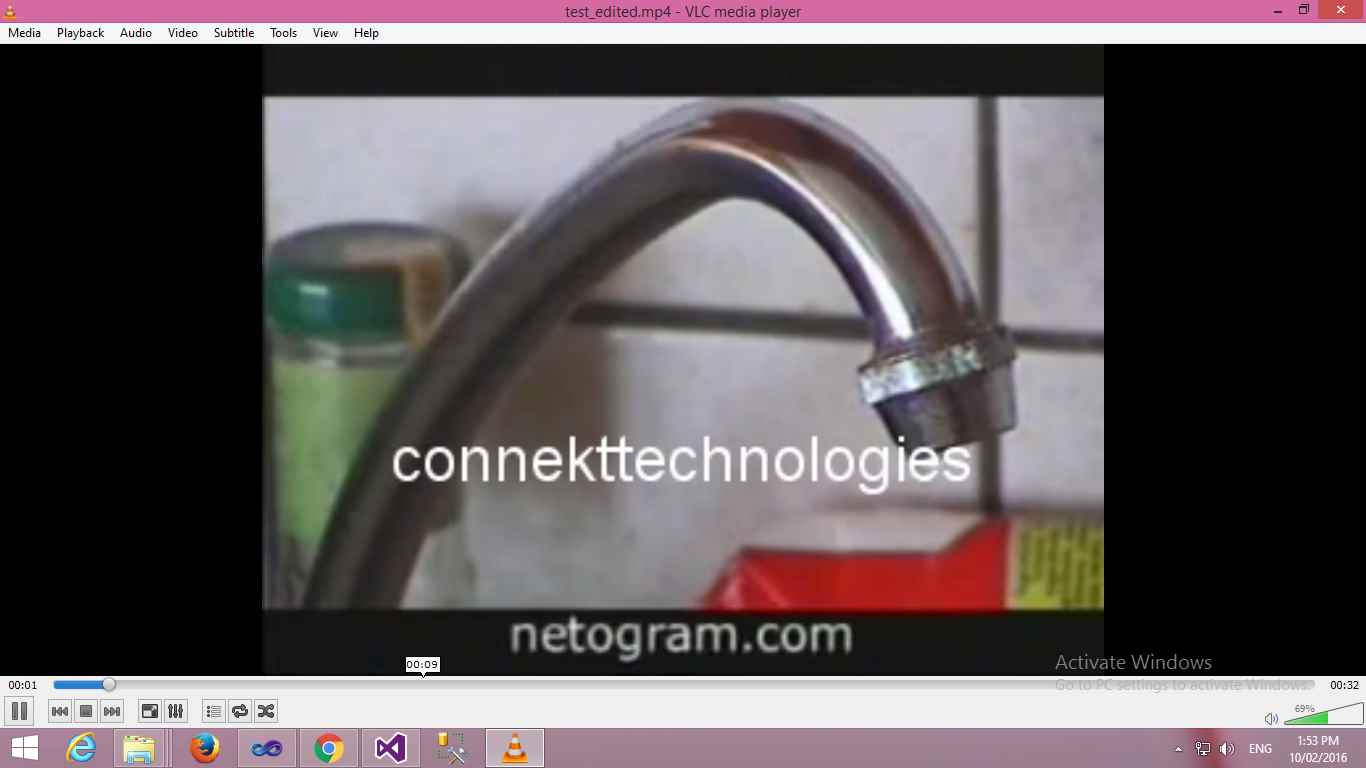 test_edited.mp4 - VLC media player
Media Playback Audio Video Subtitle Tools View Help
connekttechnologies
netogram.com
Activate Windows
Go to PC settings to activate Windows.
00:09
00:01
00:32
69%
ENG
1:53 PM
10/02/2016